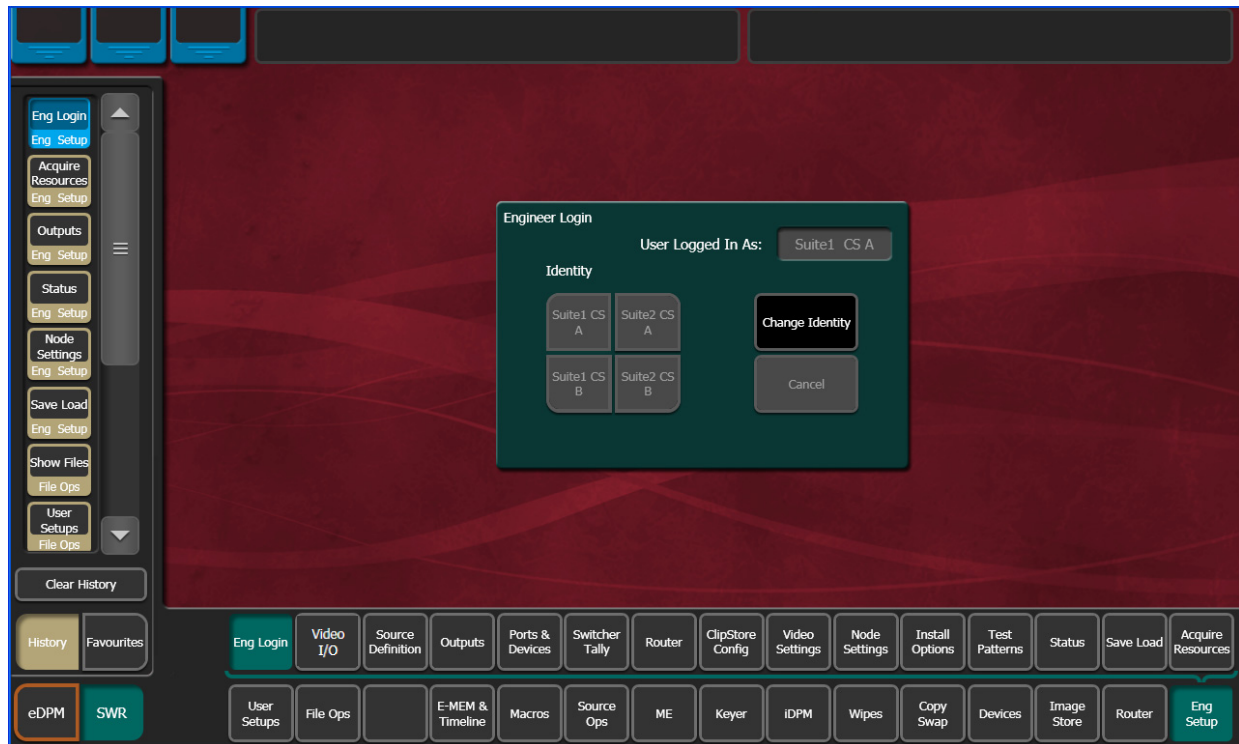 Eng Login
Eng Setup
Acquire
Resources
Eng Setup
Outputs
Eng Setup
Status
Eng Setup
Node
Settings
Eng Setup
Save Load
Eng Setup
Show Files
File Ops
User
Setups
File Ops
Clear History
History
Favourites
eDPM
SWR
Engineer Login
User Logged In As:
Suite1 CS A
Identity
Suite1 CS
A
Suite2 CS
A
Suite1 CS
B
Suite2 CS
B
Change Identity
Cancel
Eng Login
Video
I/O
Source
Definition
Outputs
Ports &
Devices
Switcher
Tally
Router
ClipStore
Config
Video
Settings
Node
Settings
Install
Options
Test
Patterns
Status
Save Load
Acquire
Resources
User
Setups
File Ops
E-MEM &
Timeline
Macros
Source
Ops
ME
Keyer
iDPM
Wipes
Copy
Swap
Devices
Image
Store
Router
Eng
Setup